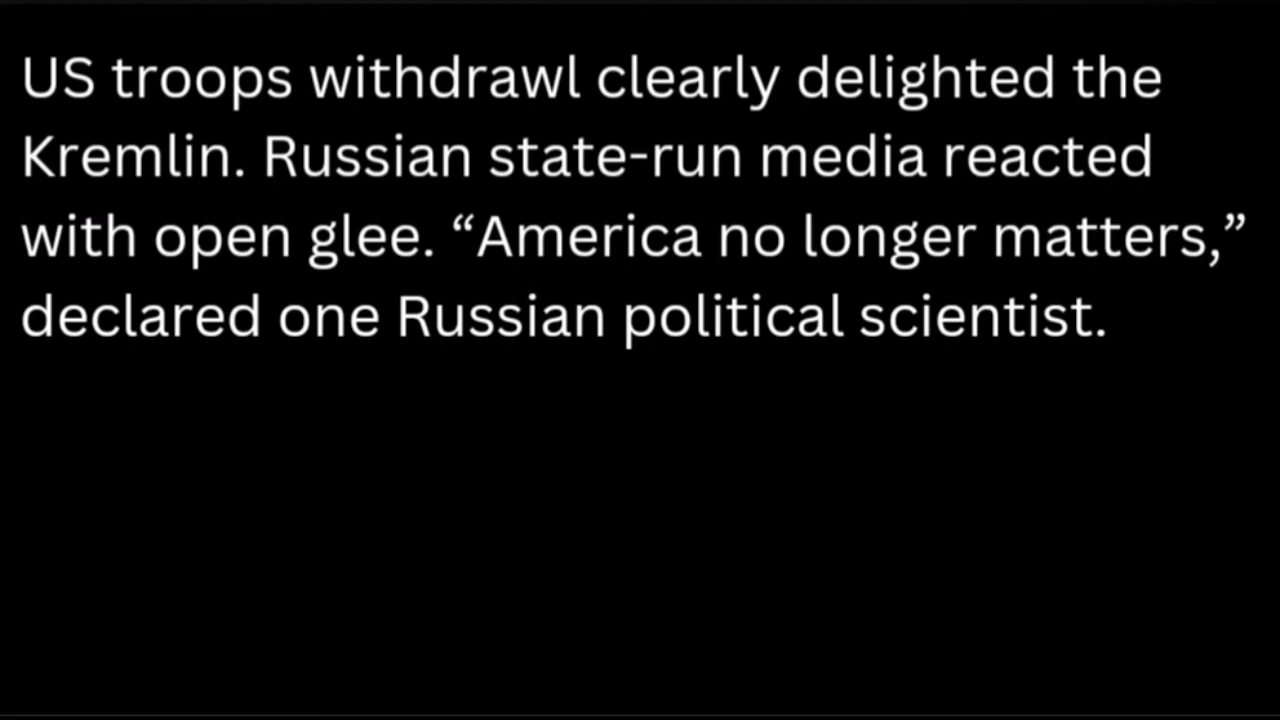 US troops withdrawl clearly delighted the
Kremlin. Russian state-run media reacted
with open glee. “America no longer matters,”
declared one Russian political scientist.